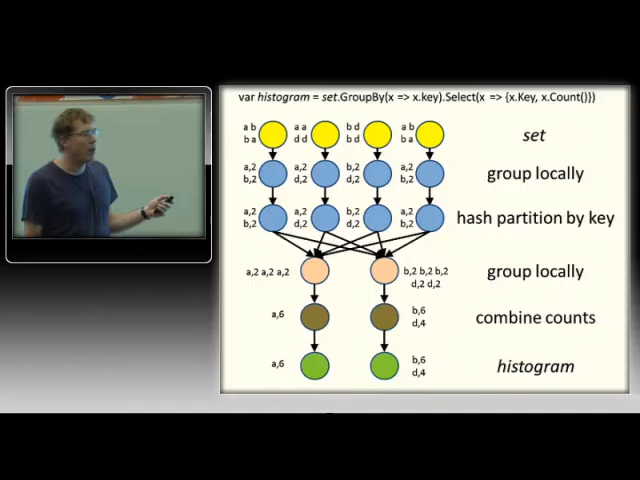 var histogram = set.GroupBy(x => x.key).Select(x => {x.Key, x.Count()})
a b a a b d a b
b a d d b d b a
set
a,2 a,2 b,2 a,2
b,2 d,2 d,2 b,2
group locally
a,2 a,2 b,2 a,2
b,2 d,2 d,2 b,2
hash partition by key
a,2 a,2 a,2 b,2 b,2 b,2
d,2 d,2
group locally
a,6 b,6
d,4
combine counts
a,6 b,6
d,4
histogram